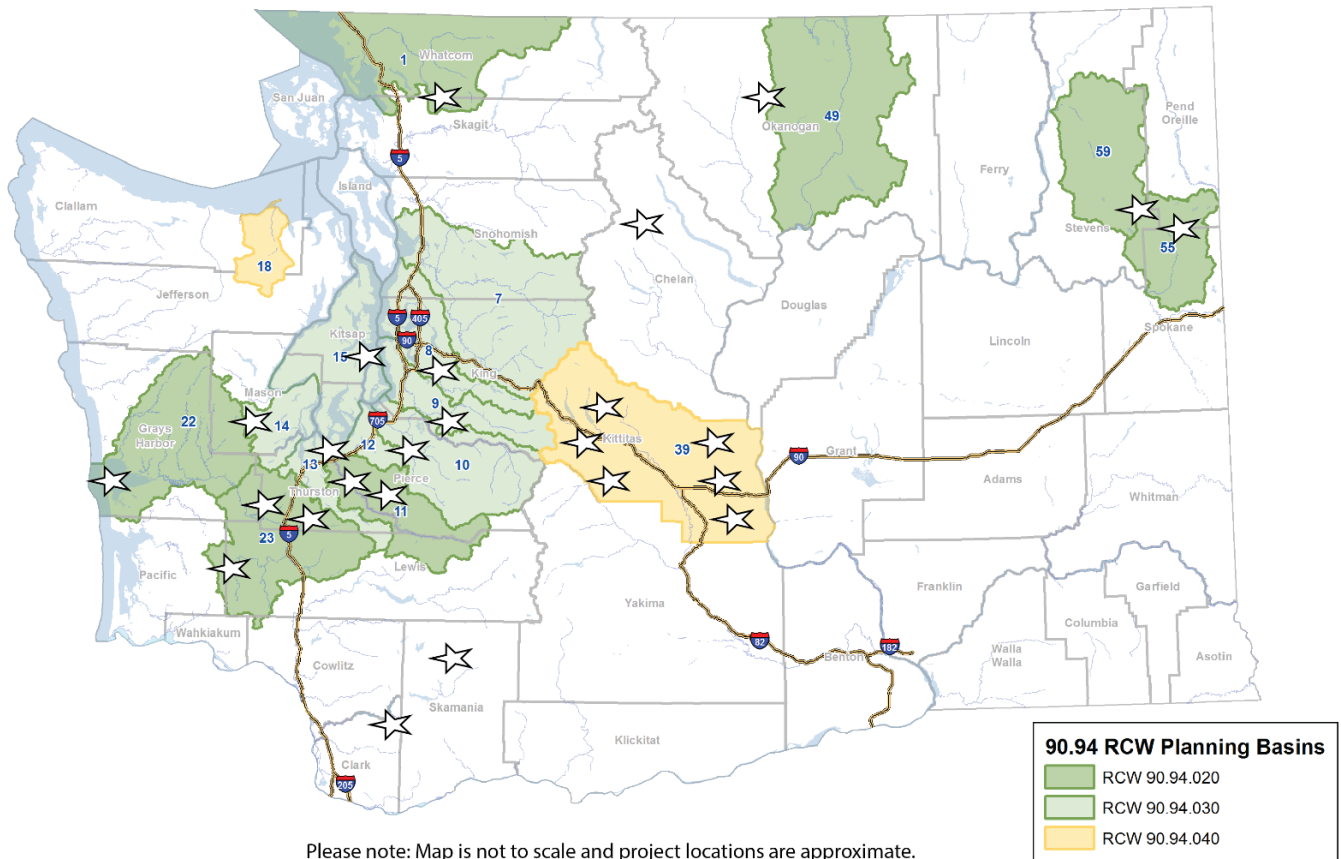 Whatcom
1
San Juan
Skagit
5
Okanogan
49
Ferry
Pend
Oreille
59
Stevens
55
Island
Clallam
18
Jefferson
Snohomish
7
Chelan
Douglas
Lincoln
Spokane
Kitsap
15
5
405
90
8
King
Mason
14
22
Grays
Harbor
705
9
12
13
Thurston
Pierce
10
11
Kittitas
39
90
Grant
Adams
Whitman
23
5
Lewis
Pacific
Wahkiakum
Cowlitz
Skamania
Yakima
82
Benton
182
Franklin
Walla
Walla
Columbia
Garfield
Asotin
Klickitat
Clark
205
90.94 RCW Planning Basins
RCW 90.94.020
RCW 90.94.030
RCW 90.94.040
Please note: Map is not to scale and project locations are approximate.